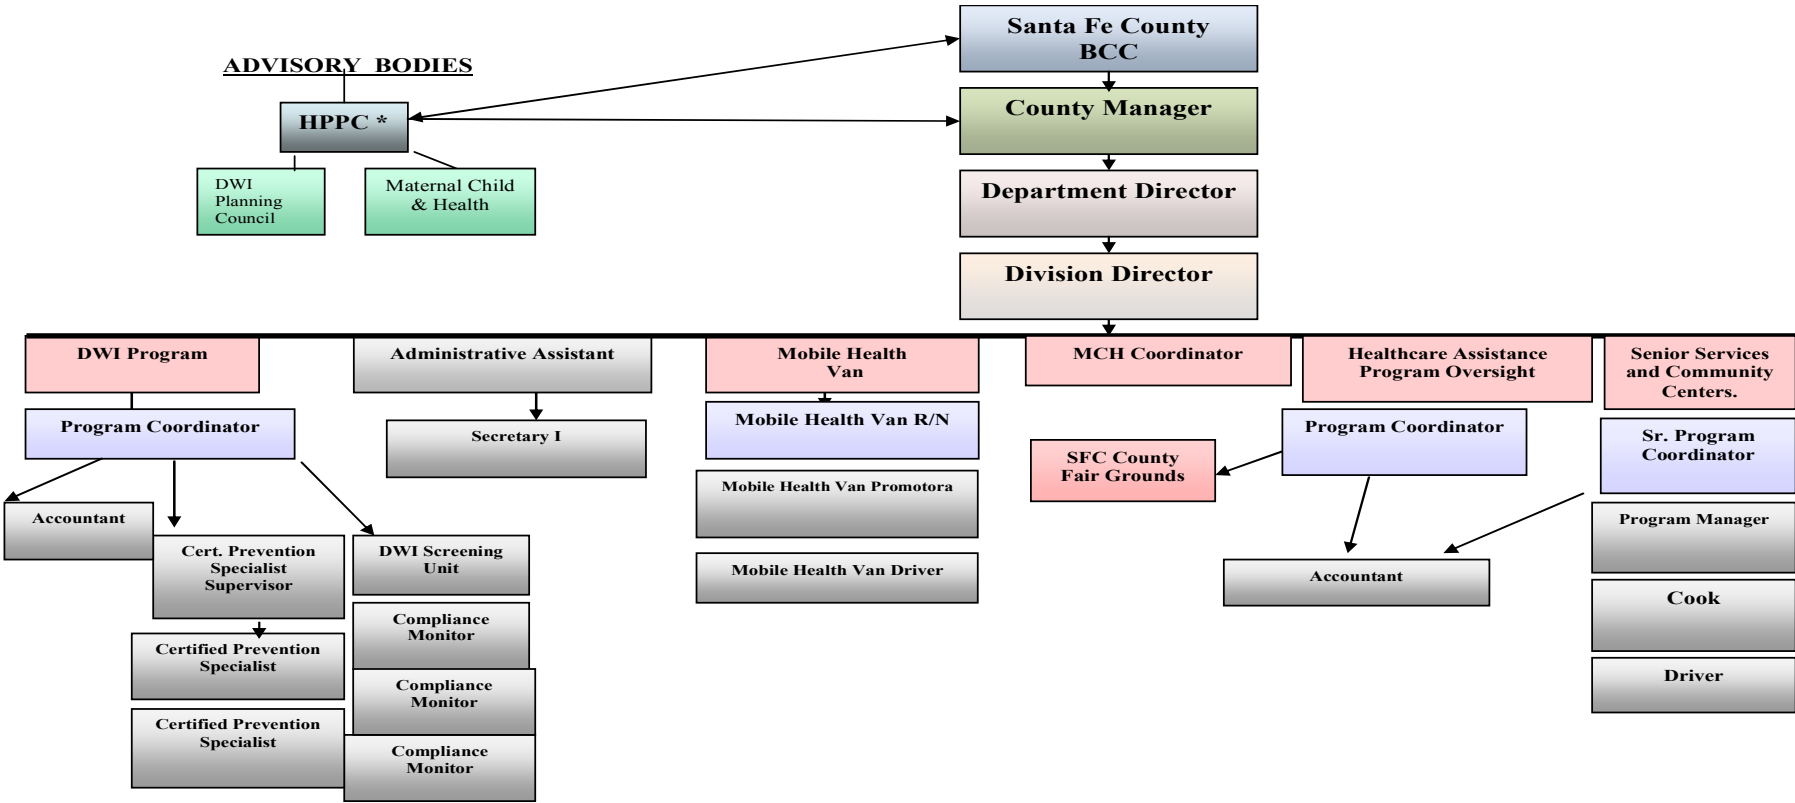 Santa Fe County
BCC
ADVISORY BODIES
HPPC *
County Manager
DWI
Planning
Council
Maternal Child
& Health
Department Director
Division Director
DWI Program
Administrative Assistant
Mobile Health
Van
MCH Coordinator
Healthcare Assistance
Program Oversight
Senior Services
and Community
Centers.
Program Coordinator
Secretary I
Mobile Health Van R/N
Program Coordinator
Sr. Program
Coordinator
SFC County
Fair Grounds
Mobile Health Van Promotora
Accountant
Program Manager
Cert. Prevention
Specialist
Supervisor
DWI Screening
Unit
Mobile Health Van Driver
Accountant
Cook
Compliance
Monitor
Certified Prevention
Specialist
Driver
Compliance
Monitor
Certified Prevention
Specialist
Compliance
Monitor